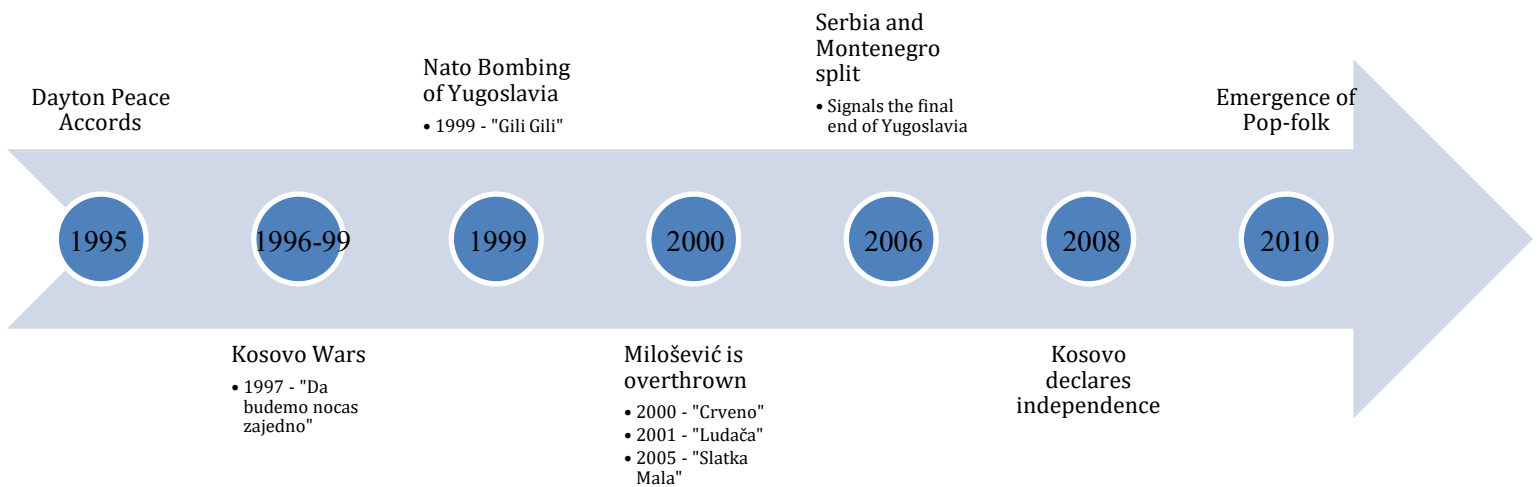 Dayton Peace
Accords
1995
1996-99
Kosovo Wars
• 1997 - "Da
budemo nocas
zajedno"
Nato Bombing
of Yugoslavia
• 1999 - "Gili Gili"
1999
2000
Milošević is
overthrown
• 2000 - "Crveno"
• 2001 - "Ludača"
• 2005 - "Slatka
Mala"
Serbia and
Montenegro
split
• Signals the final
end of Yugoslavia
2006
2008
Kosovo
declares
independence
Emergence of
Pop-folk
2010